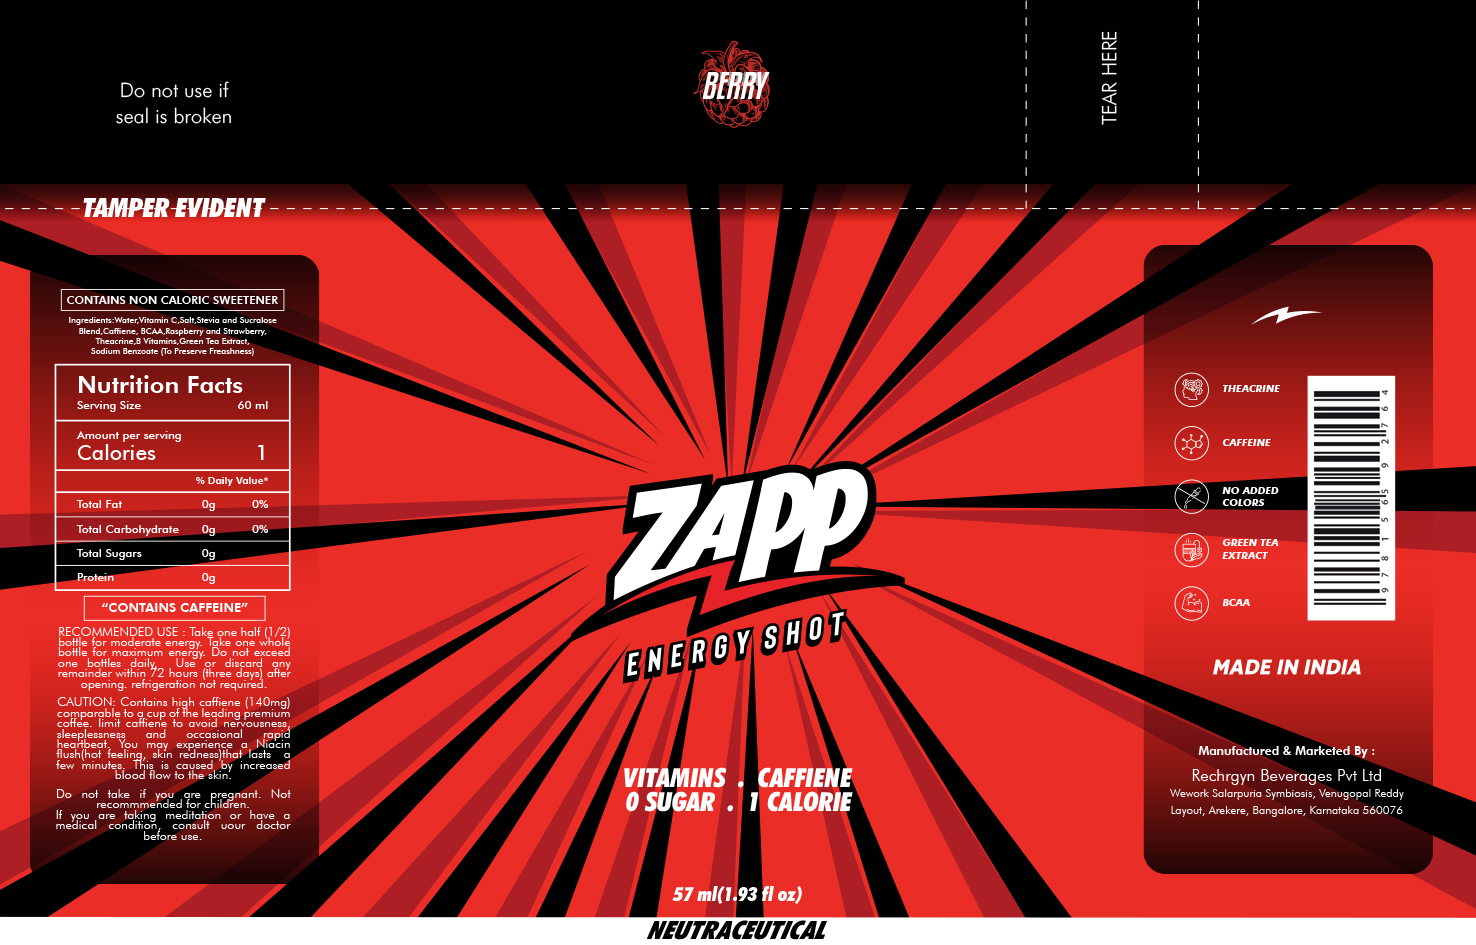 Do not use if
seal is broken
BERRY
TEAR HERE
TAMPER EVIDENT
CONTAINS NON CALORIC SWEETENER
Ingredients:Water,Vitamin C,Salt,Stevia and Sucralose
Blend,Caffiene, BCAA,Raspberry and Strawberry,
Theacrine,B Vitamins,Green Tea Extract,
Sodium Benzoate (To Preserve Freashness)
Nutrition Facts
Serving Size 60 ml
Amount per serving
Calories 1
% Daily Value*
Total Fat 0g 0%
Total Carbohydrate 0g 0%
Total Sugars 0g
Protein 0g
“CONTAINS CAFFEINE”
RECOMMENDED USE : Take one half (1/2)
bottle for moderate energy. Take one whole
bottle for maximum energy. Do not exceed
one bottles daily. Use or discard any
remainder within 72 hours (three days) after
opening. refrigeration not required.
CAUTION: Contains high caffiene (140mg)
comparable to a cup of the leading premium
coffee. limit caffiene to avoid nervousness,
sleeplessness and occasional rapid
heartbeat. You may experience a Niacin
flush(hot feeling, skin redness)that lasts a
few minutes. This is caused by increased
blood flow to the skin.
Do not take if you are pregnant. Not
recommmended for children.
If you are taking meditation or have a
medical condition, consult uour doctor
before use.
ZAPP
ENERGY SHOT
VITAMINS . CAFFIENE
0 SUGAR . 1 CALORIE
57 ml(1.93 fl oz)
NEUTRACEUTICAL
THEACRINE
CAFFEINE
NO ADDED
COLORS
GREEN TEA
EXTRACT
BCAA
9 781565 927964
MADE IN INDIA
Manufactured & Marketed By :
Rechrgyn Beverages Pvt Ltd
Wework Salarpuria Symbiosis, Venugopal Reddy
Layout, Arekere, Bangalore, Karnataka 560076